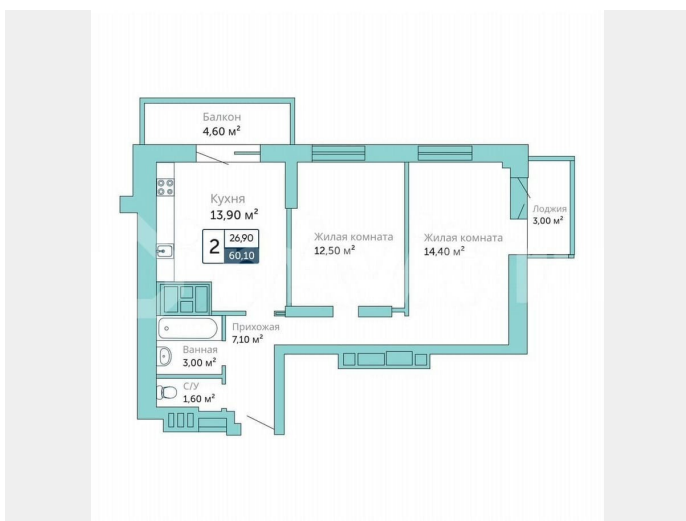 Балкон
4,60 м²
Кухня
13,90 м²
2
26,90
60,10
Жилая комната
12,50 м²
Жилая комната
14,40 м²
Лоджия
3,00 м²
Прихожая
7,10 м²
Ванная
3,00 м²
С/У
1,60 м²